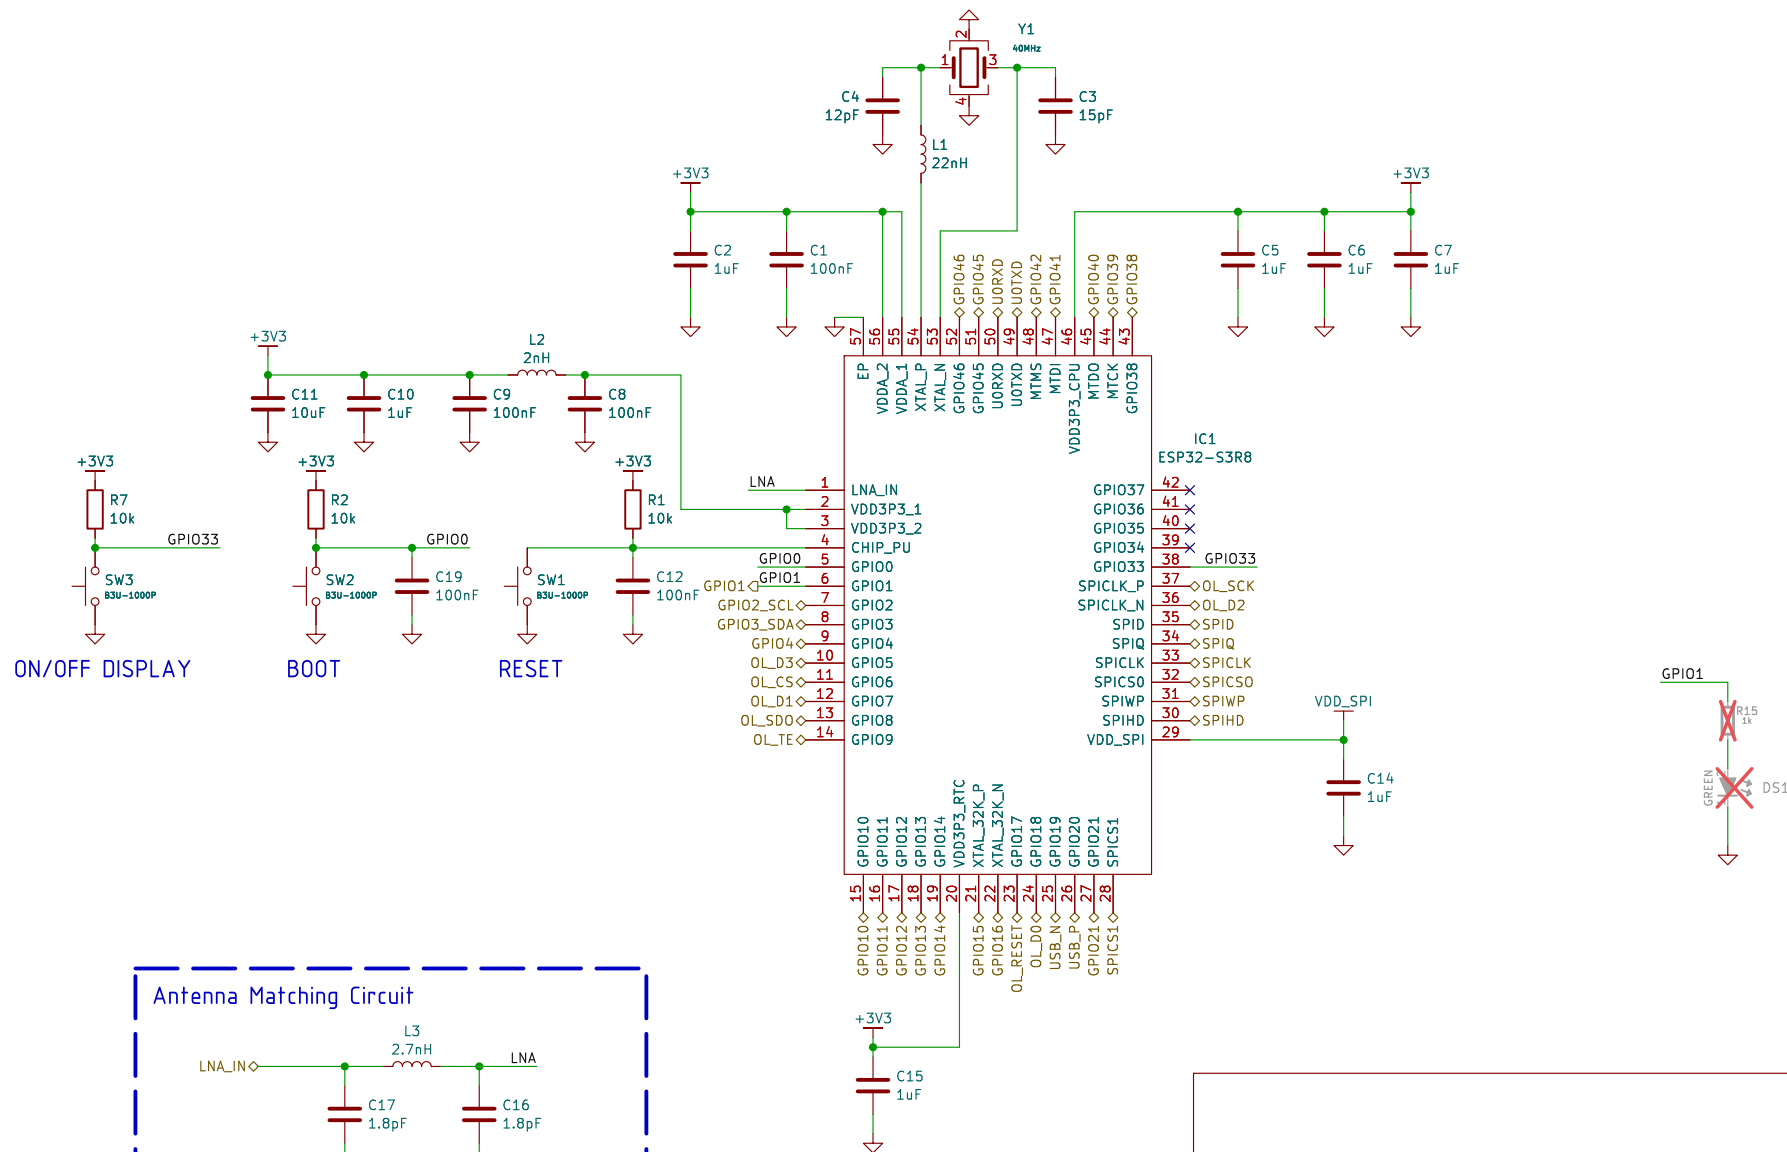 Y1
40MHz
2
1
3
4
C4
12pF
C3
15pF
L1
22nH
+3V3
C2
1uF
C1
100nF
+3V3
C5
1uF
C6
1uF
C7
1uF
GPIO46
GPIO45
U0RXD
U0TXD
GPIO42
GPIO41
GPIO40
GPIO39
GPIO38
57
56
55
54
53
52
51
50
49
48
47
46
45
44
43
EP
VDDA_2
VDDA_1
XTAL_P
XTAL_N
GPIO46
GPIO45
U0RXD
U0TXD
MTMS
MTDI
VDD3P3_CPU
MTDO
MTCK
GPIO38
+3V3
L2
2nH
C11
10uF
C10
1uF
C9
100nF
C8
100nF
IC1
ESP32-S3R8
+3V3
R7
10k
GPIO33
SW3
B3U-1000P
ON/OFF DISPLAY
+3V3
R2
10k
GPIO0
SW2
B3U-1000P
C19
100nF
BOOT
+3V3
R1
10k
SW1
B3U-1000P
C12
100nF
RESET
LNA 1 LNA_IN
2 VDD3P3_1
3 VDD3P3_2
4 CHIP_PU
GPIO0 5 GPIO0
GPIO1 GPIO1 6 GPIO1
GPIO2_SCL 7 GPIO2
GPIO3_SDA 8 GPIO3
GPIO4 9 GPIO4
OL_D3 10 GPIO5
OL_CS 11 GPIO6
OL_D1 12 GPIO7
OL_SDO 13 GPIO8
OL_TE 14 GPIO9
GPIO37 42
GPIO36 41
GPIO35 40
GPIO34 39
GPIO33 38 GPIO33
SPICLK_P 37 OL_SCK
SPICLK_N 36 OL_D2
SPID 35 SPID
SPIQ 34 SPIQ
SPICLK 33 SPICLK
SPICS0 32 SPICSO
SPIWP 31 SPIWP
SPIHD 30 SPIHD
VDD_SPI 29
VDD_SPI
C14
1uF
GPIO1
R15
1k
GREEN
DS1
GPIO10
GPIO11
GPIO12
GPIO13
GPIO14
VDD3P3_RTC
XTAL_32K_P
XTAL_32K_N
GPIO17
GPIO18
GPIO19
GPIO20
GPIO21
SPICS1
15
16
17
18
19
20
21
22
23
24
25
26
27
28
GPIO10
GPIO11
GPIO12
GPIO13
GPIO14
GPIO15
GPIO16
OL_RESET
OL_D0
USB_N
USB_P
GPIO21
SPICS1
+3V3
C15
1uF
Antenna Matching Circuit
L3
2.7nH
LNA_IN
LNA
C17
1.8pF
C16
1.8pF